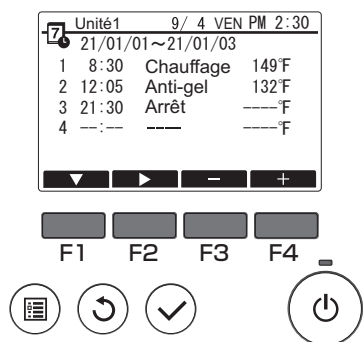 7 Unité1 9/ 4 VEN PM 2:30
21/01/01～21/01/03
1 8:30 Chauffage 149°F
2 12:05 Anti-gel 132°F
3 21:30 Arrêt ----°F
4 --:-- ---- ----°F
▼ ▶ − +
F1 F2 F3 F4